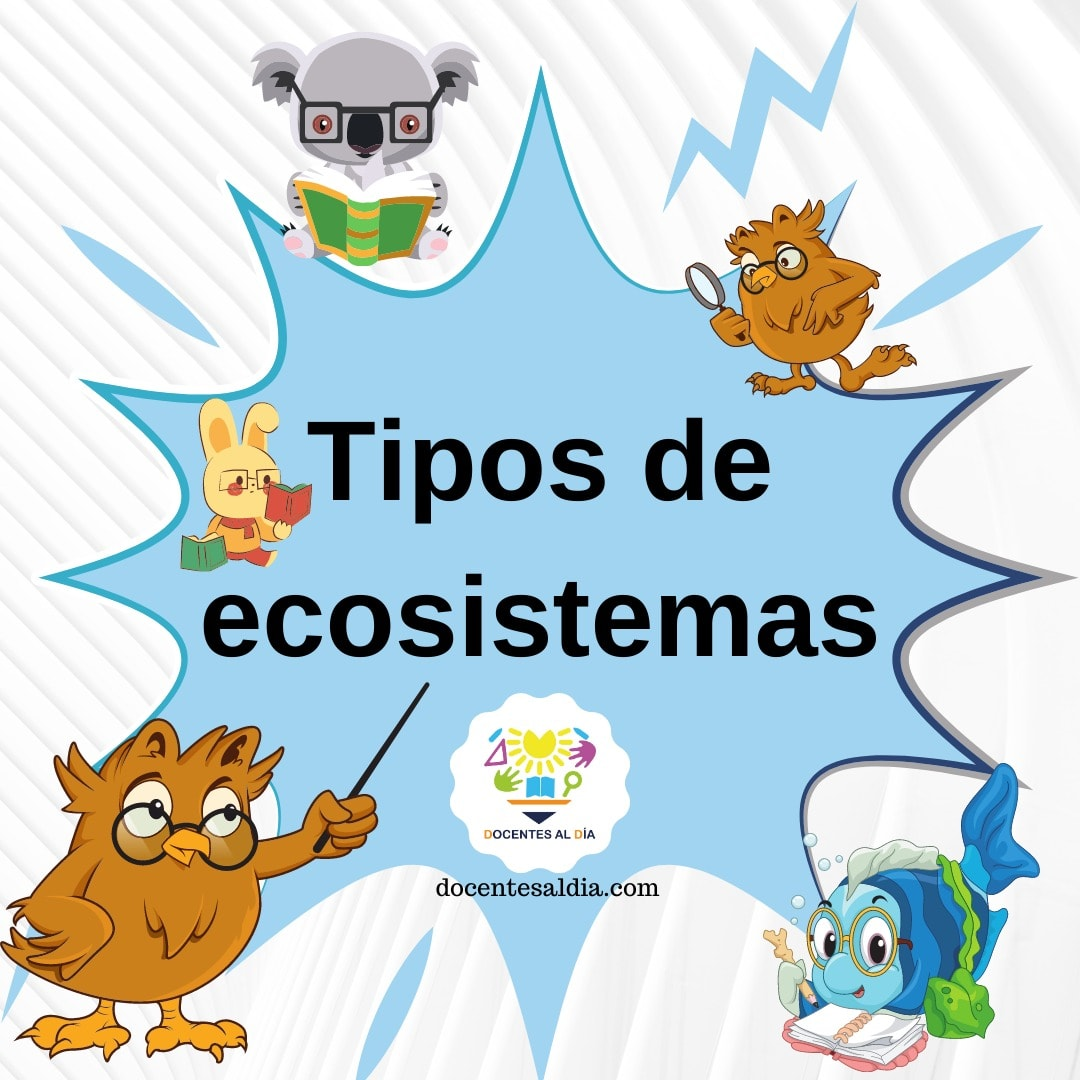 Tipos de
ecosistemas
DOCENTES AL DÍA
docentesaldia.com